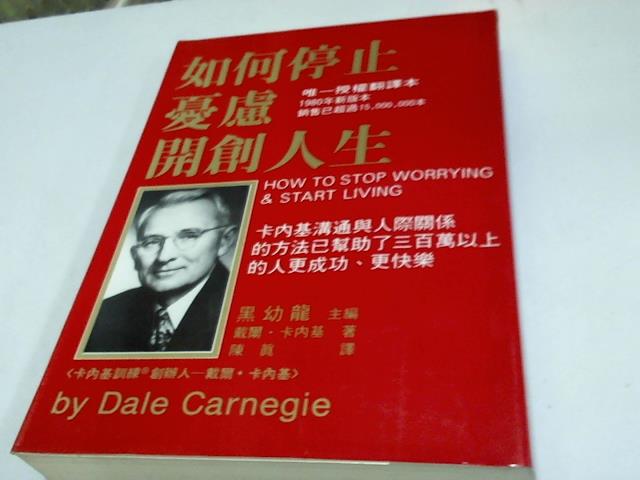 如何停止
憂慮
唯一授權翻譯本
1980年新版本
銷售已超過15,000,000本
開創人生
HOW TO STOP WORRYING
& START LIVING
卡內基溝通與人際關係
的方法已幫助了三百萬以上
的人更成功、更快樂
黑幼龍 主編
戴爾·卡內基 著
陳真 譯
〈卡內基訓練®創辦人—戴爾·卡內基〉
by Dale Carnegie